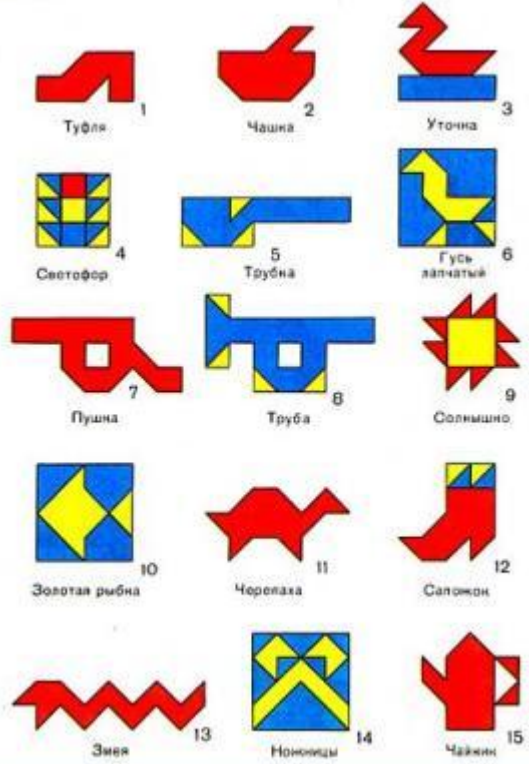 1
Туфля
2
Чашка
3
Уточка
4
Светофор
5
Трубка
6
Гусь
лапчатый
7
Пушка
8
Труба
9
Солнышко
10
Золотая рыбка
11
Черепаха
12
Сапожок
13
Змея
14
Ножницы
15
Чайник